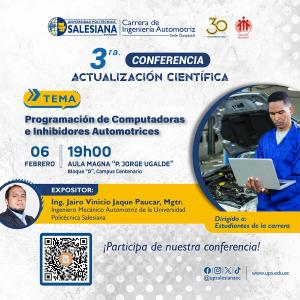 UNIVERSIDAD POLITÉCNICA
SALESIANA
Carrera de
Ingeniería Automotriz
Sede Guayaquil
30
3ra. CONFERENCIA
ACTUALIZACIÓN CIENTÍFICA
TEMA
Programación de Computadoras
e Inhibidores Automotrices
06
FEBRERO
19h00
AULA MAGNA "P. JORGE UGALDE"
Bloque "D", Campus Centenario
EXPOSITOR:
Ing. Jairo Vinicio Jaque Paucar, Mgtr.
Ingeniero Mecánico Automotriz de la Universidad
Politécnica Salesiana
Dirigido a:
Estudiantes de la carrera
¡Participa de nuestra conferencia!
@upsalesianaec
www.ups.edu.ec